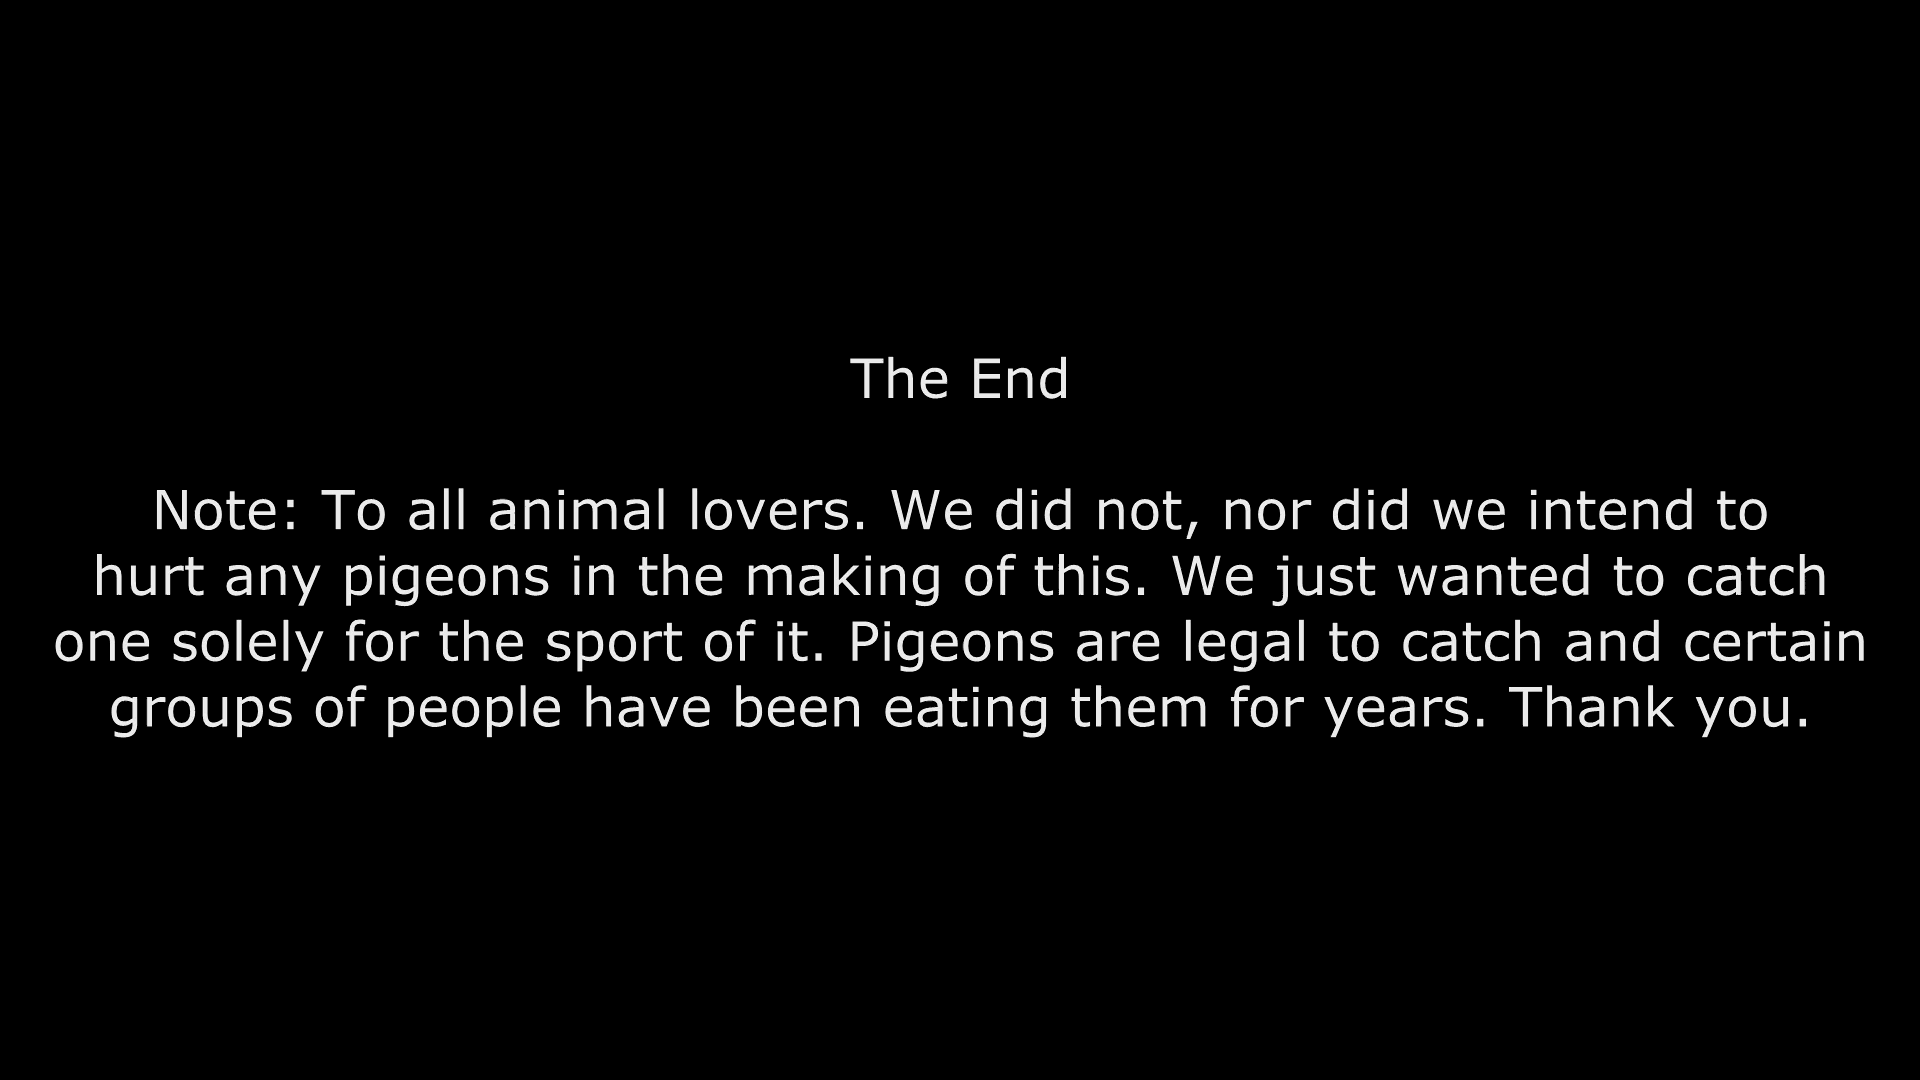 The End
Note: To all animal lovers. We did not, nor did we intend to
hurt any pigeons in the making of this. We just wanted to catch
one solely for the sport of it. Pigeons are legal to catch and certain
groups of people have been eating them for years. Thank you.